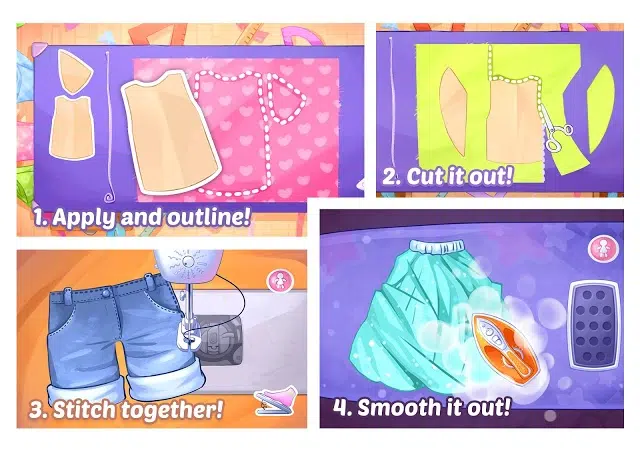 1. Apply and outline!
2. Cut it out!
3. Stitch together!
4. Smooth it out!